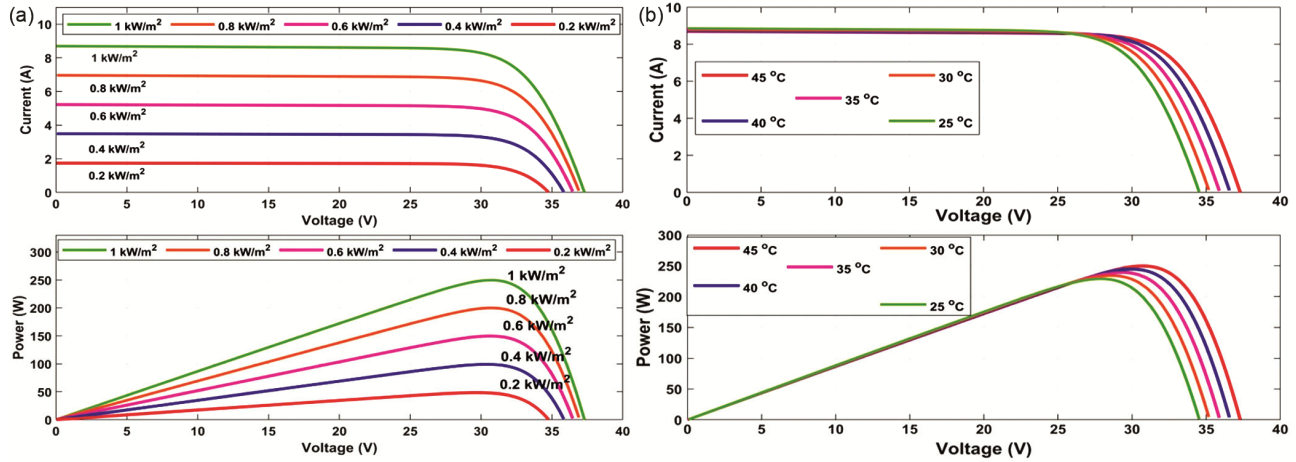 (a)
1 kW/m²
0.8 kW/m²
0.6 kW/m²
0.4 kW/m²
0.2 kW/m²
10
8
6
4
2
0
Current (A)
1 kW/m²
0.8 kW/m²
0.6 kW/m²
0.4 kW/m²
0.2 kW/m²
0 5 10 15 20 25 30 35 40
Voltage (V)
1 kW/m²
0.8 kW/m²
0.6 kW/m²
0.4 kW/m²
0.2 kW/m²
300
250
200
150
100
50
0
Power (W)
1 kW/m²
0.8 kW/m²
0.6 kW/m²
0.4 kW/m²
0.2 kW/m²
0 5 10 15 20 25 30 35 40
Voltage (V)
(b)
10
8
6
4
2
0
Current (A)
45 °C
30 °C
35 °C
40 °C
25 °C
0 5 10 15 20 25 30 35 40
Voltage (V)
300
250
200
150
100
50
0
Power (W)
45 °C
30 °C
35 °C
40 °C
25 °C
0 5 10 15 20 25 30 35 40
Voltage (V)